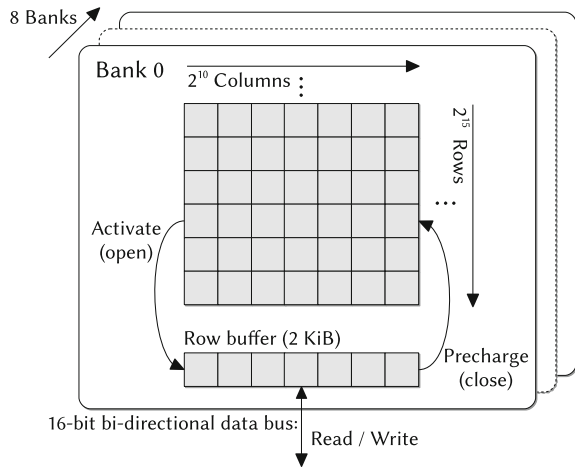 8 Banks
Bank 0
2¹⁰ Columns
2¹⁵ Rows
Activate
(open)
Row buffer (2 KiB)
Precharge
(close)
16-bit bi-directional data bus:
Read / Write